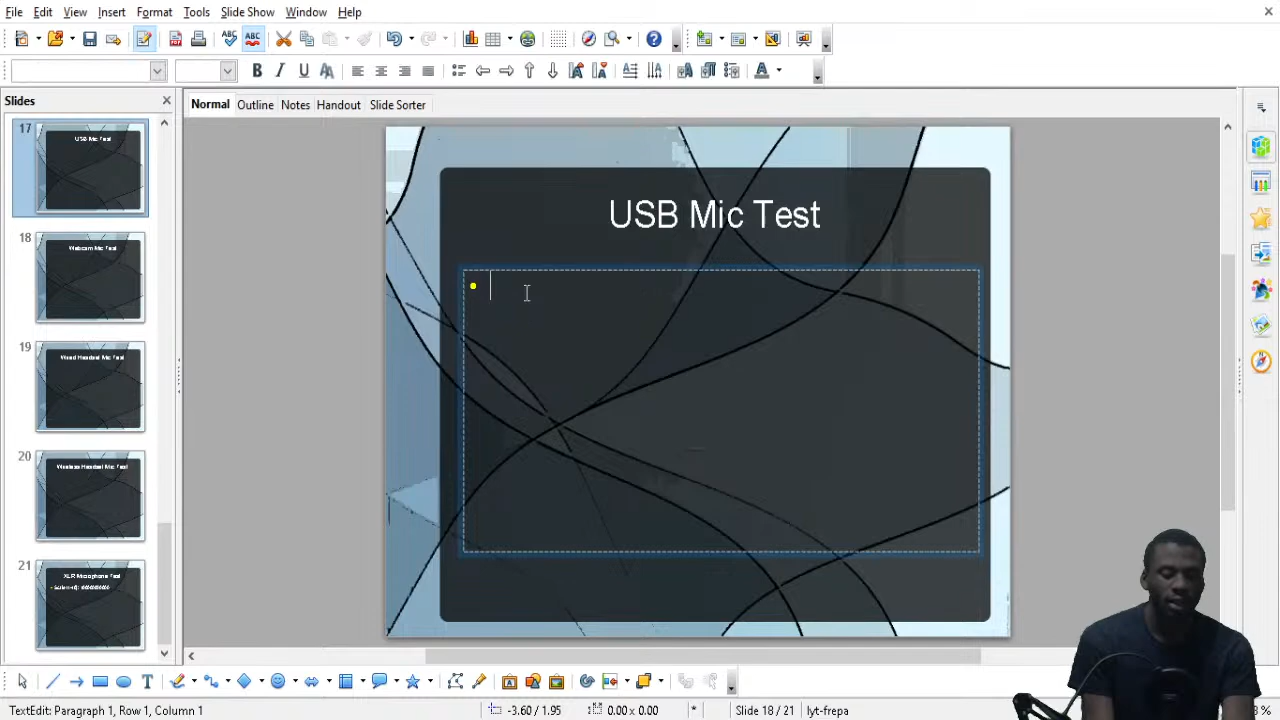 File Edit View Insert Format Tools Slide Show Window Help
Slides
Normal Outline Notes Handout Slide Sorter
17
USB Mic Test
18
Webcam Mic Test
19
Wired Headset Mic Test
20
Wireless Headset Mic Test
21
XLR Microphone Test
USB Mic Test
TextEdit: Paragraph 1, Row 1, Column 1
-3.60 / 1.95
0.00 x 0.00
*
Slide 18 / 21
lyt-frepa